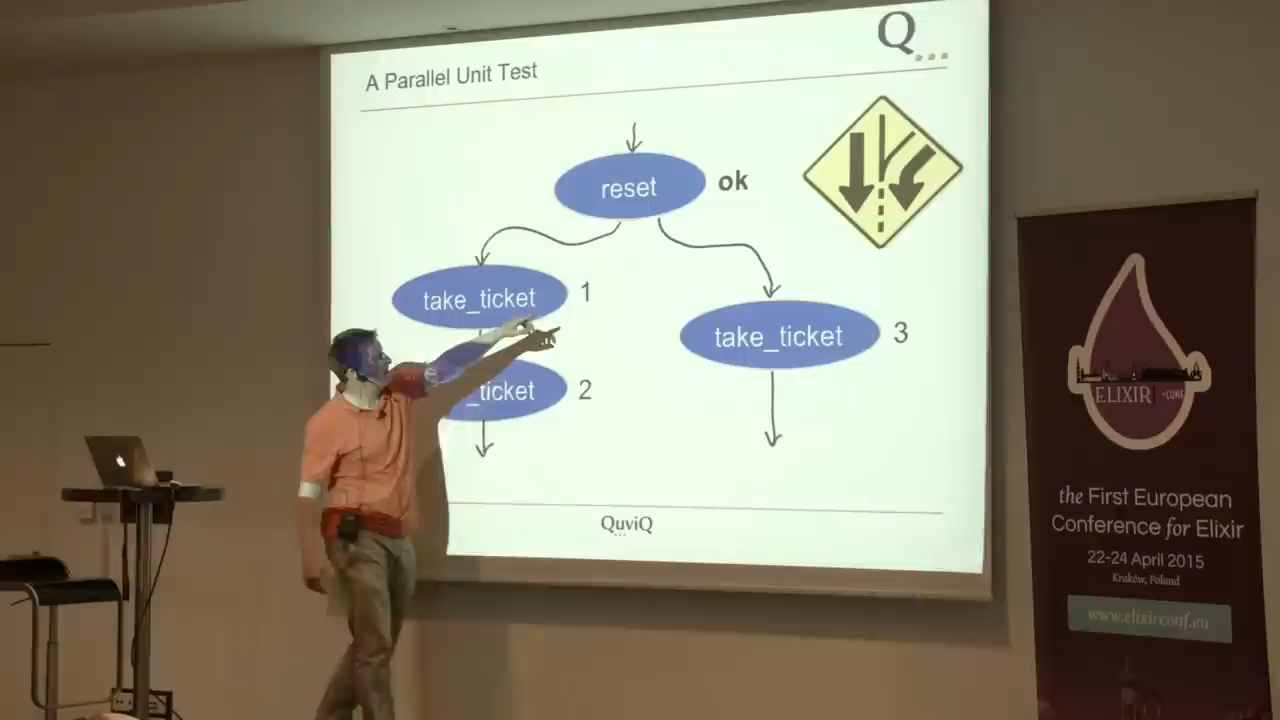 A Parallel Unit Test
Q...
reset
ok
take_ticket
1
take_ticket
3
_ticket
2
QuviQ
ELIXIR
CONF
the First European
Conference for Elixir
22-24 April 2015
Kraków, Poland
www.elixirconf.eu